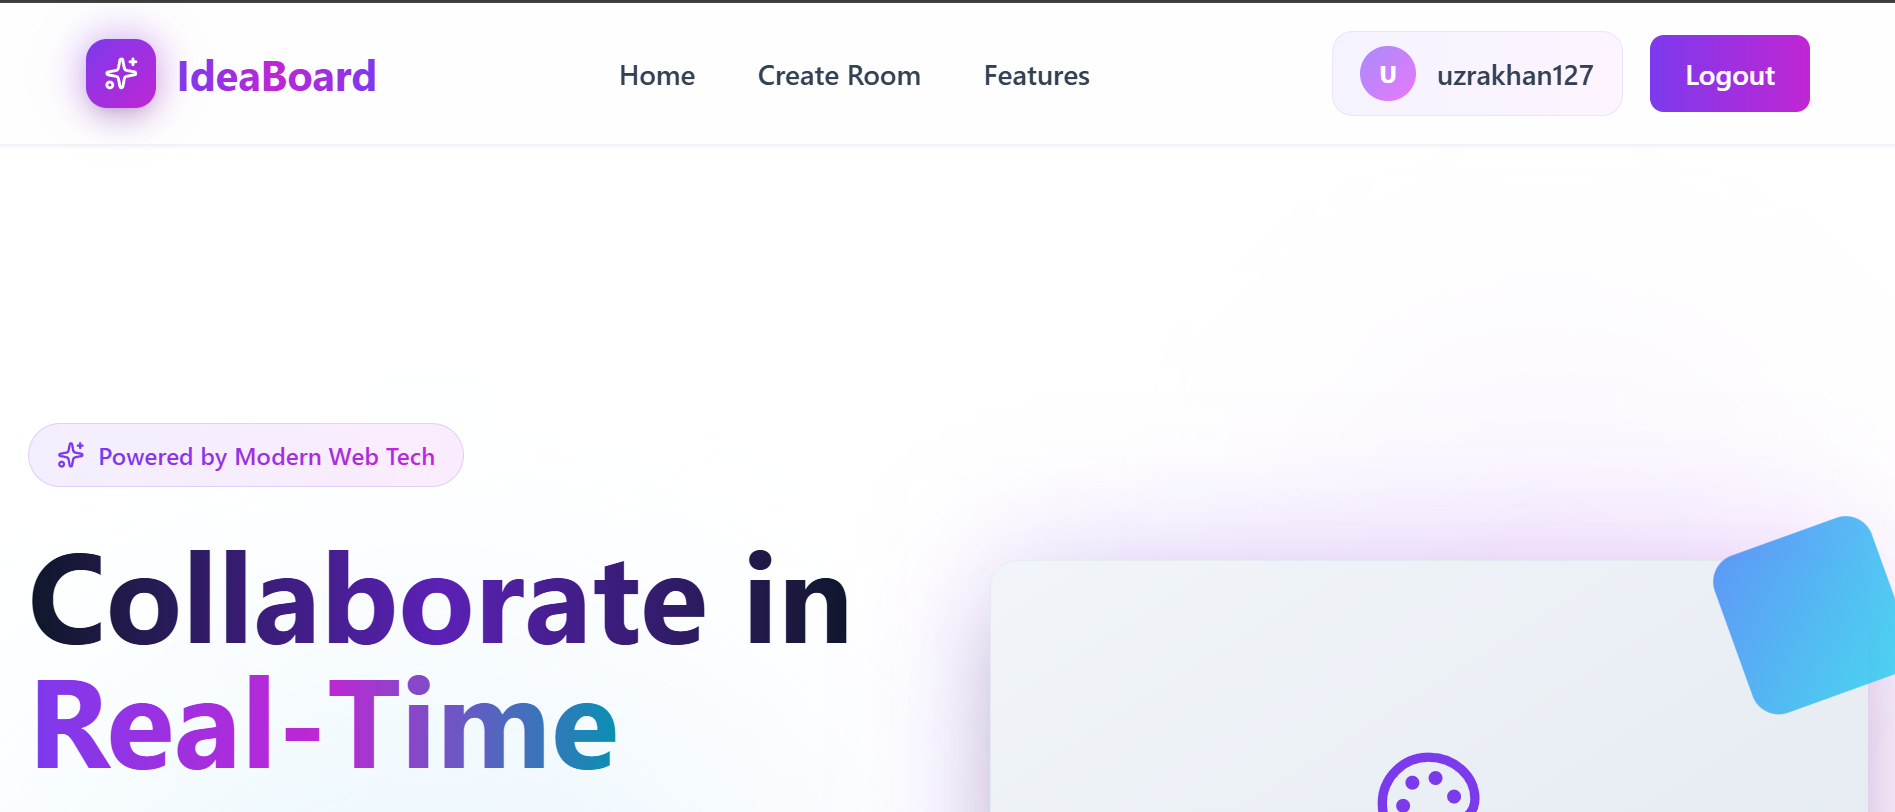 IdeaBoard
Home
Create Room
Features
U
uzrakhan127
Logout
Powered by Modern Web Tech
Collaborate in
Real-Time